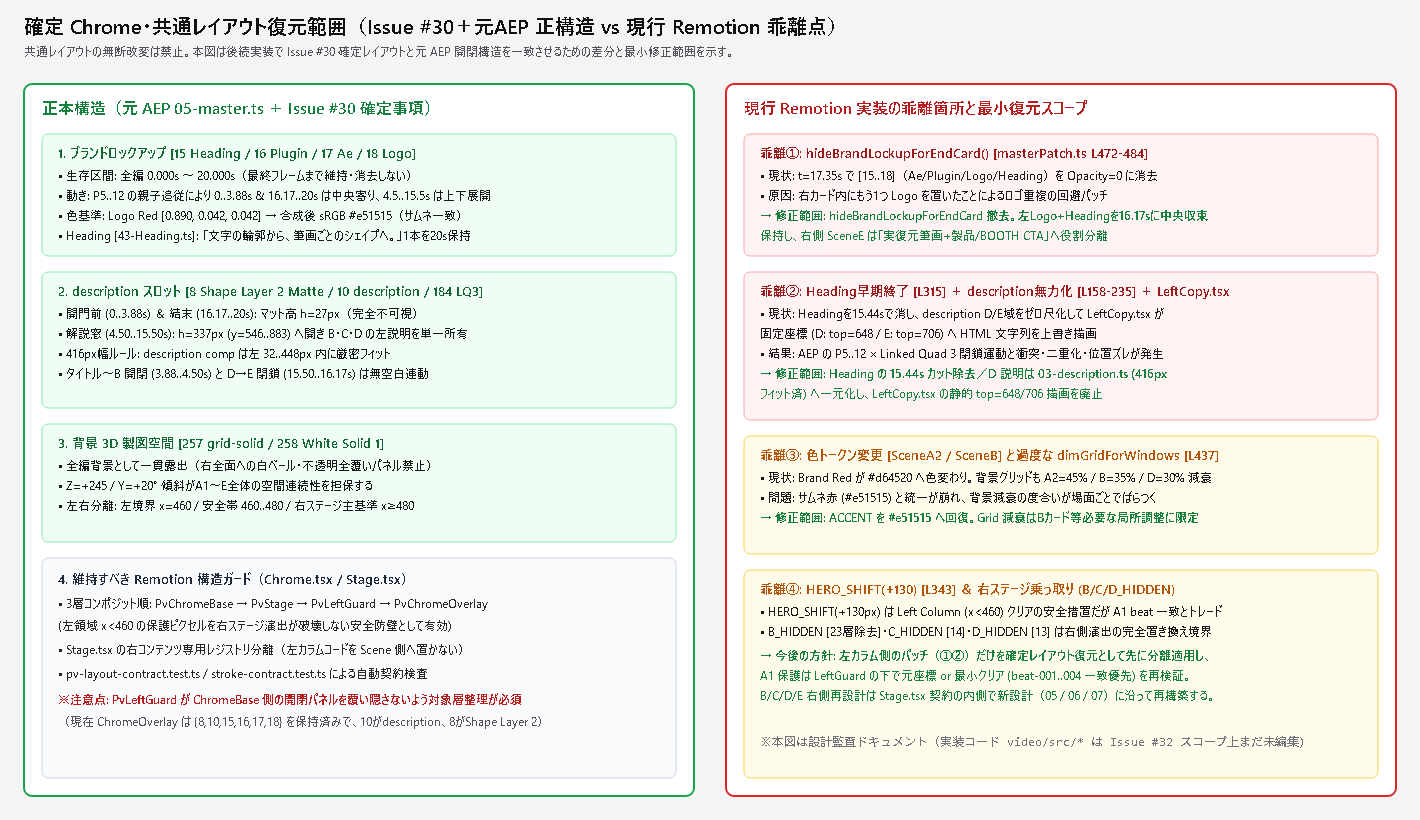 確定 Chrome・共通レイアウト復元範囲（Issue #30＋元AEP 正構造 vs 現行 Remotion 乖離点）
共通レイアウトの無断改変は禁止。本図は後続実装で Issue #30 確定レイアウトと元 AEP 開閉構造を一致させるための差分と最小修正範囲を示す。
正本構造（元 AEP 05-master.ts ＋ Issue #30 確定事項）
1. ブランドロックアップ [15 Heading / 16 Plugin / 17 Ae / 18 Logo]
• 生存区間: 全編 0.000s ～ 20.000s（最終フレームまで維持・消去しない）
• 動き: P5..12 の親子追従により 0..3.88s & 16.17..20s は中央寄り、4.5..15.5s は上下展開
• 色基準: Logo Red [0.890, 0.042, 0.042] → 合成後 sRGB #e51515（サムネ一致）
• Heading [43-Heading.ts]: 「文字の輪郭から、筆画ごとのシェイプへ。」1本を20s保持
2. description スロット [8 Shape Layer 2 Matte / 10 description / 184 LQ3]
• 開門前 (0..3.88s) & 結末 (16.17..20s): マット高 h=27px（完全不可視）
• 解説窓 (4.50..15.50s): h=337px (y=546..883) へ開き B・C・D の左説明を単一所有
• 416px幅ルール: description comp は左 32..448px 内に厳密フィット
• タイトル～B 開閉 (3.88..4.50s) と D→E 閉鎖 (15.50..16.17s) は無空白連動
3. 背景 3D 製図空間 [257 grid-solid / 258 White Solid 1]
• 全編背景として一貫露出（右全面への白ベール・不透明全覆いパネル禁止）
• Z=+245 / Y=+20° 傾斜がA1～E全体の空間連続性を担保する
• 左右分離: 左境界 x=460 / 安全帯 460..480 / 右ステージ主基準 x≥480
4. 維持すべき Remotion 構造ガード（Chrome.tsx / Stage.tsx）
• 3層コンポジット順: PvChromeBase → PvStage → PvLeftGuard → PvChromeOverlay
(左領域 x<460 の保護ピクセルを右ステージ演出が破壊しない安全防壁として有効)
• Stage.tsx の右コンテンツ専用レジストリ分離（左カラムコードを Scene 側へ置かない）
• pv-layout-contract.test.ts / stroke-contract.test.ts による自動契約検査
※注意点: PvLeftGuard が ChromeBase 側の開閉パネルを覆い隠さないよう対象層整理が必須
（現在 ChromeOverlay は {8,10,15,16,17,18} を保持済みで、10がdescription、8がShape Layer 2）
現行 Remotion 実装の乖離箇所と最小復元スコープ
乖離①: hideBrandLockupForEndCard() [masterPatch.ts L472-484]
• 現状: t=17.35s で [15..18]（Ae/Plugin/Logo/Heading）を Opacity=0 に消去
• 原因: 右カード内にもう1つ Logo を置いたことによるロゴ重複の回避パッチ
→ 修正範囲: hideBrandLockupForEndCard 撤去。左Logo+Headingを16.17sに中央収束
保持し、右側 SceneE は「実復元筆画+製品/BOOTH CTA」へ役割分離
乖離②: Heading早期終了 [L315] ＋ description無力化 [L158-235] ＋ LeftCopy.tsx
• 現状: Headingを15.44sで消し、description D/E域をゼロ尺化して LeftCopy.tsx が
固定座標 (D: top=648 / E: top=706) へ HTML 文字列を上書き描画
• 結果: AEP の P5..12 × Linked Quad 3 閉鎖運動と衝突・二重化・位置ズレが発生
→ 修正範囲: Heading の 15.44s カット除去／D 説明は 03-description.ts (416px
フィット済) へ一元化し、LeftCopy.tsx の静的 top=648/706 描画を廃止
乖離③: 色トークン変更 [SceneA2 / SceneB] と過度な dimGridForWindows [L437]
• 現状: Brand Red が #d64520 へ色変わり。背景グリッドも A2=45% / B=35% / D=30% 減衰
• 問題: サムネ赤 (#e51515) と統一が崩れ、背景減衰の度合いが場面ごとでばらつく
→ 修正範囲: ACCENT を #e51515 へ回復。Grid 減衰はBカード等必要な局所調整に限定
乖離④: HERO_SHIFT(+130) [L343] ＆ 右ステージ乗っ取り (B/C/D_HIDDEN)
• HERO_SHIFT(+130px) は Left Column (x<460) クリアの安全措置だが A1 beat 一致とトレード
• B_HIDDEN [23層除去]・C_HIDDEN [14]・D_HIDDEN [13] は右側演出の完全置き換え境界
→ 今後の方針: 左カラム側のパッチ（①②）だけを確定レイアウト復元として先に分離適用し、
A1 保護は LeftGuard の下で元座標 or 最小クリア (beat-001..004 一致優先) を再検証。
B/C/D/E 右側再設計は Stage.tsx 契約の内側で新設計（05 / 06 / 07）に沿って再構築する。
※本図は設計監査ドキュメント（実装コード video/src/* は Issue #32 スコープ上まだ未編集)